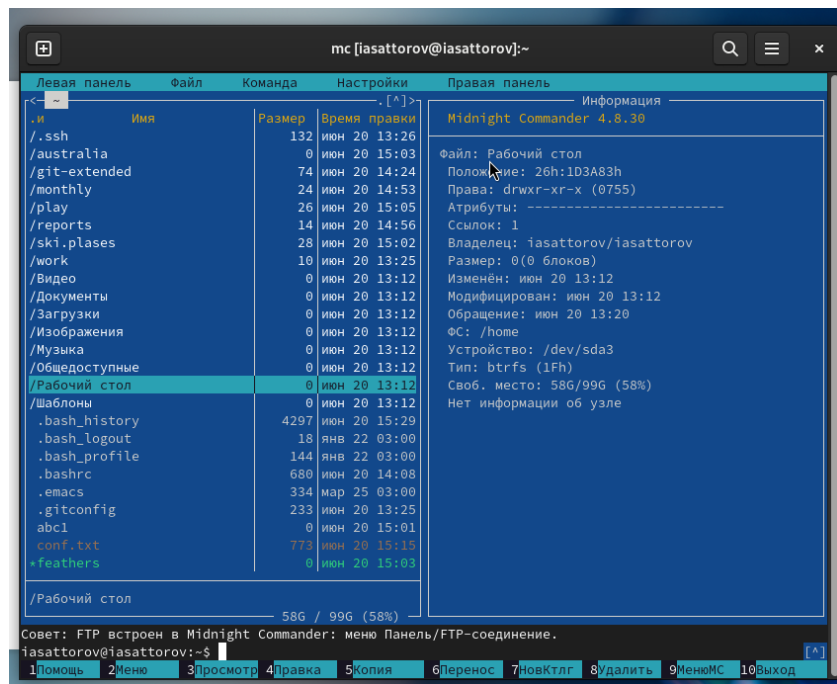 mc [iasattorov@iasattorov]:~
Левая панель Файл Команда Настройки Правая панель
<─ ~ .[^]>
.и Имя Размер Время правки
/.ssh 132 июн 20 13:26
/australia 0 июн 20 15:03
/git-extended 74 июн 20 14:24
/monthly 24 июн 20 14:53
/play 26 июн 20 15:05
/reports 14 июн 20 14:56
/ski.plases 28 июн 20 15:02
/work 10 июн 20 13:25
/Видео 0 июн 20 13:12
/Документы 0 июн 20 13:12
/Загрузки 0 июн 20 13:12
/Изображения 0 июн 20 13:12
/Музыка 0 июн 20 13:12
/Общедоступные 0 июн 20 13:12
/Рабочий стол 0 июн 20 13:12
/Шаблоны 0 июн 20 13:12
.bash_history 4297 июн 20 15:29
.bash_logout 18 янв 22 03:00
.bash_profile 144 янв 22 03:00
.bashrc 680 июн 20 14:08
.emacs 334 мар 25 03:00
.gitconfig 233 июн 20 13:25
abc1 0 июн 20 15:01
conf.txt 773 июн 20 15:15
*feathers 0 июн 20 15:03
/Рабочий стол
58G / 99G (58%)
Информация
Midnight Commander 4.8.30
Файл: Рабочий стол
Положение: 26h:1D3A83h
Права: drwxr-xr-x (0755)
Атрибуты: -------------------------
Ссылок: 1
Владелец: iasattorov/iasattorov
Размер: 0(0 блоков)
Изменён: июн 20 13:12
Модифицирован: июн 20 13:12
Обращение: июн 20 13:20
ФС: /home
Устройство: /dev/sda3
Тип: btrfs (1Fh)
Своб. место: 58G/99G (58%)
Нет информации об узле
Совет: FTP встроен в Midnight Commander: меню Панель/FTP-соединение.
iasattorov@iasattorov:~$ [^]
1Помощь 2Меню 3Просмотр 4Правка 5Копия 6Перенос 7НовКтлг 8Удалить 9МенюMC 10Выход